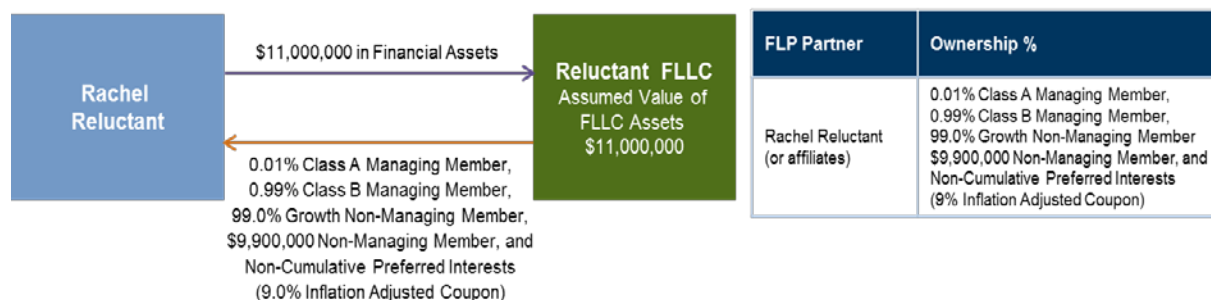 $11,000,000 in Financial Assets
Rachel
Reluctant
Reluctant FLLC
Assumed Value of
FLLC Assets
$11,000,000
0.01% Class A Managing Member,
0.99% Class B Managing Member,
99.0% Growth Non-Managing Member,
$9,900,000 Non-Managing Member, and
Non-Cumulative Preferred Interests
(9.0% Inflation Adjusted Coupon)
FLP Partner
Ownership %
Rachel Reluctant
(or affiliates)
0.01% Class A Managing Member,
0.99% Class B Managing Member,
99.0% Growth Non-Managing Member
$9,900,000 Non-Managing Member, and
Non-Cumulative Preferred Interests
(9% Inflation Adjusted Coupon)